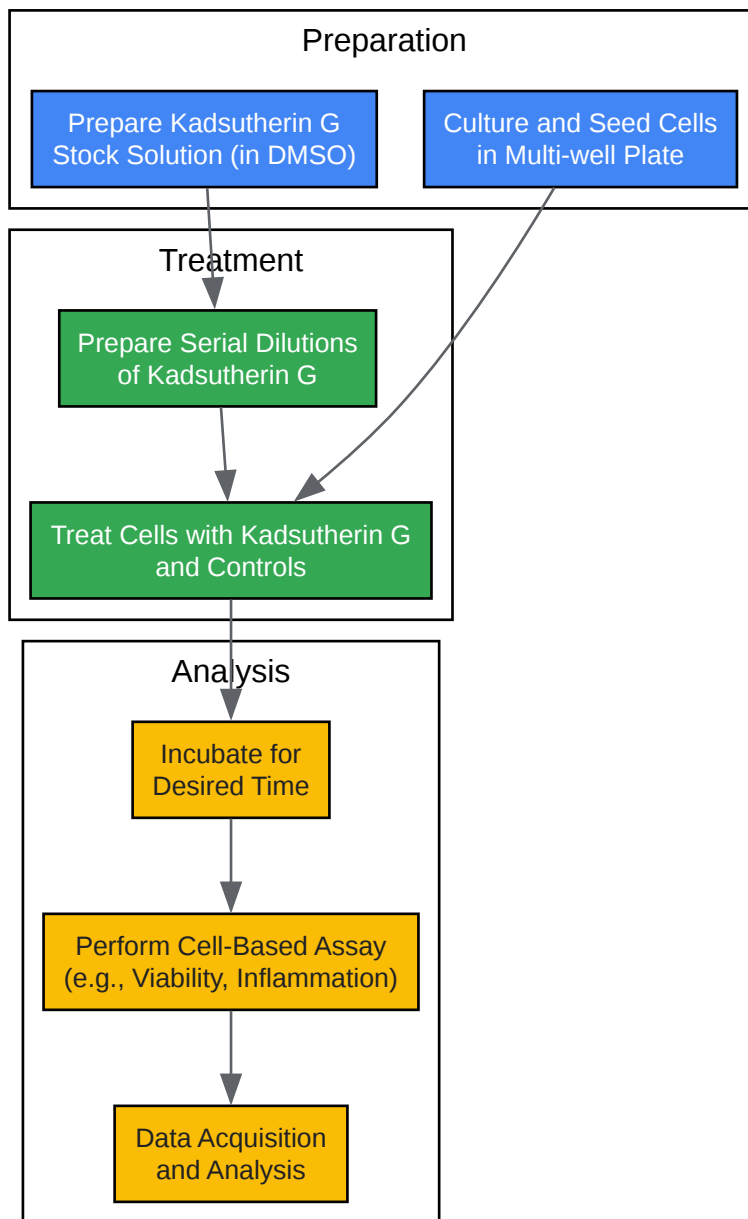 Preparation
Prepare Kadsutherin G
Stock Solution (in DMSO)
Culture and Seed Cells
in Multi-well Plate
Treatment
Prepare Serial Dilutions
of Kadsutherin G
Treat Cells with Kadsutherin G
and Controls
Analysis
Incubate for
Desired Time
Perform Cell-Based Assay
(e.g., Viability, Inflammation)
Data Acquisition
and Analysis